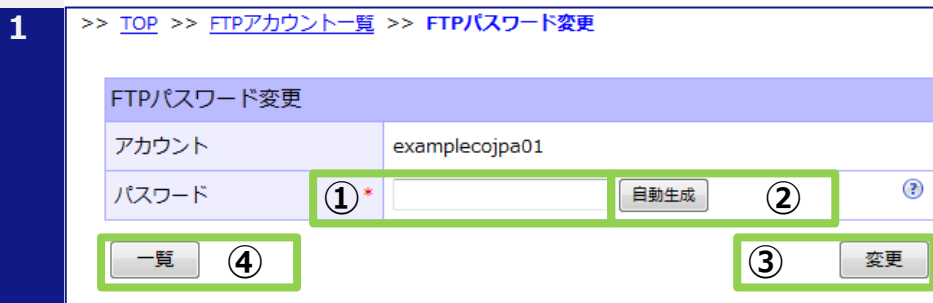 1
>> TOP >> FTPアカウント一覧 >> FTPパスワード変更
FTPパスワード変更
アカウント examplecojpa01
パスワード ①* 自動生成 ② ?
一覧 ④ ③ 変更